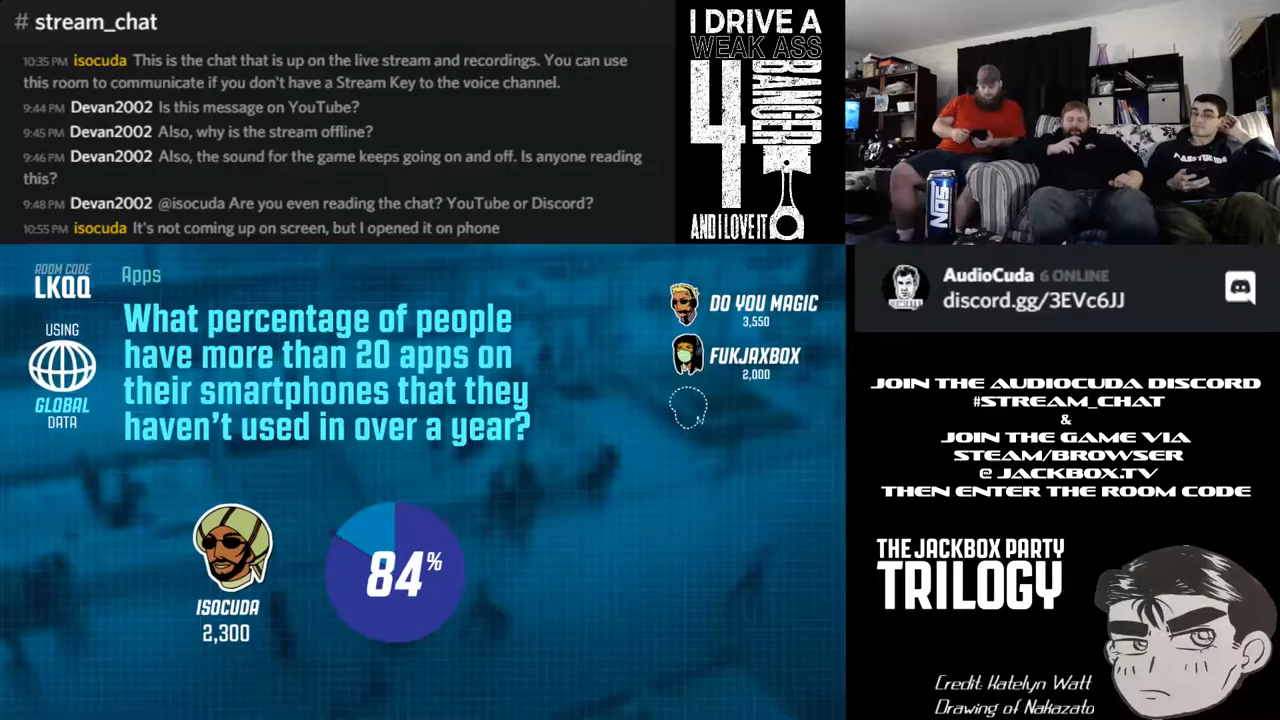 # stream_chat
10:35 PM isocuda This is the chat that is up on the live stream and recordings. You can use
this room to communicate if you don't have a Stream Key to the voice channel.
9:44 PM Devan2002 Is this message on YouTube?
9:45 PM Devan2002 Also, why is the stream offline?
9:46 PM Devan2002 Also, the sound for the game keeps going on and off. Is anyone reading
this?
9:48 PM Devan2002 @isocuda Are you even reading the chat? YouTube or Discord?
10:55 PM isocuda It's not coming up on screen, but I opened it on phone
I DRIVE A
WEAK ASS
4
BANGER
AND I LOVE IT
NOS
ROOM CODE
LKQQ
USING
GLOBAL
DATA
Apps
What percentage of people
have more than 20 apps on
their smartphones that they
haven't used in over a year?
DO YOU MAGIC
3,550
FUKJAXBOX
2,000
ISOCUDA
2,300
84%
AudioCuda 6 ONLINE
discord.gg/3EVc6JJ
JOIN THE AUDIOCUDA DISCORD
#STREAM_CHAT
&
JOIN THE GAME VIA
STEAM/BROWSER
@ JACKBOX.TV
THEN ENTER THE ROOM CODE
THE JACKBOX PARTY
TRILOGY
Credit: Katelyn Watt
Drawing of Nakazato